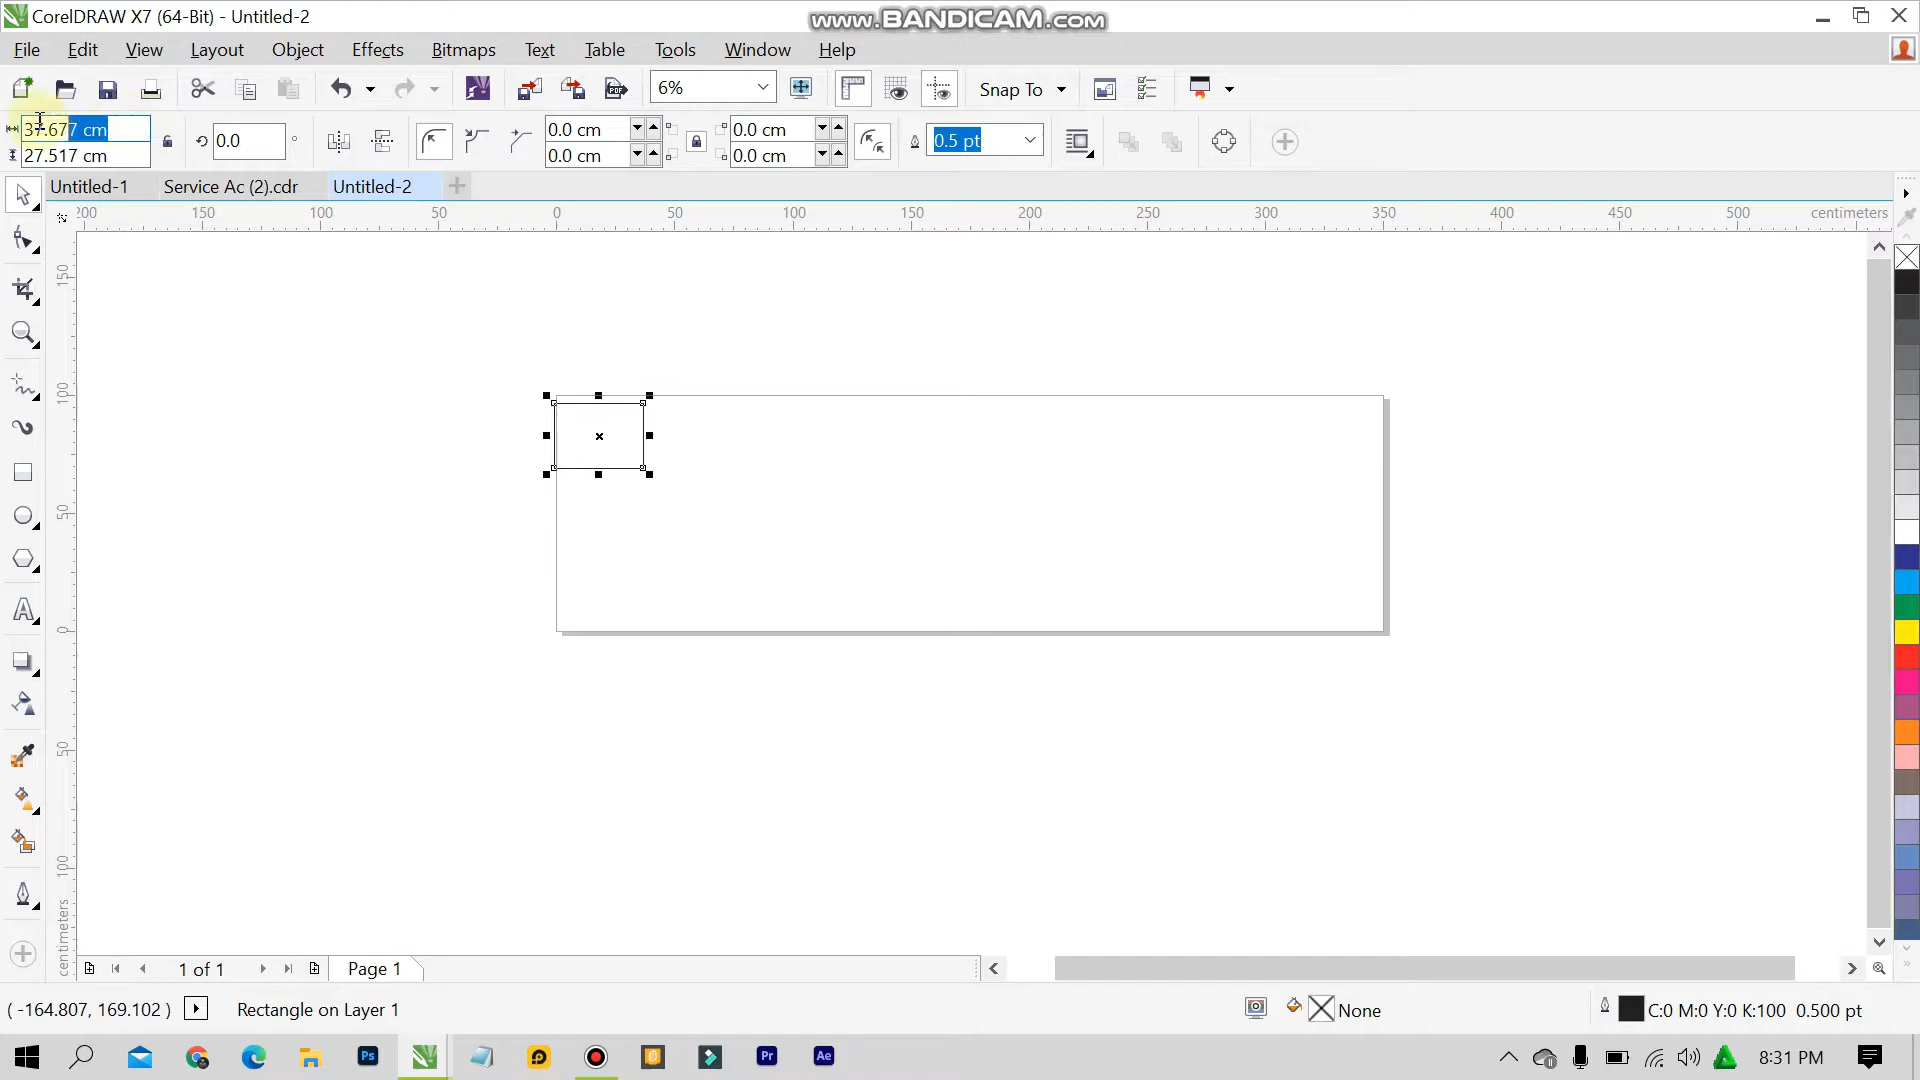 CorelDRAW X7 (64-Bit) - Untitled-2
www.BANDICAM.com
File Edit View Layout Object Effects Bitmaps Text Table Tools Window Help
PDF 6% Snap To
37.677 cm 0.0 0.0 cm 0.0 cm 0.5 pt
27.517 cm 0.0 cm 0.0 cm
Untitled-1 Service Ac (2).cdr Untitled-2
200 150 100 50 0 50 100 150 200 250 300 350 400 450 500 centimeters
150
100
50
0
50
100
centimeters
1 of 1 Page 1
( -164.807, 169.102 ) Rectangle on Layer 1 None C:0 M:0 Y:0 K:100 0.500 pt
Ps Pr Ae 8:31 PM